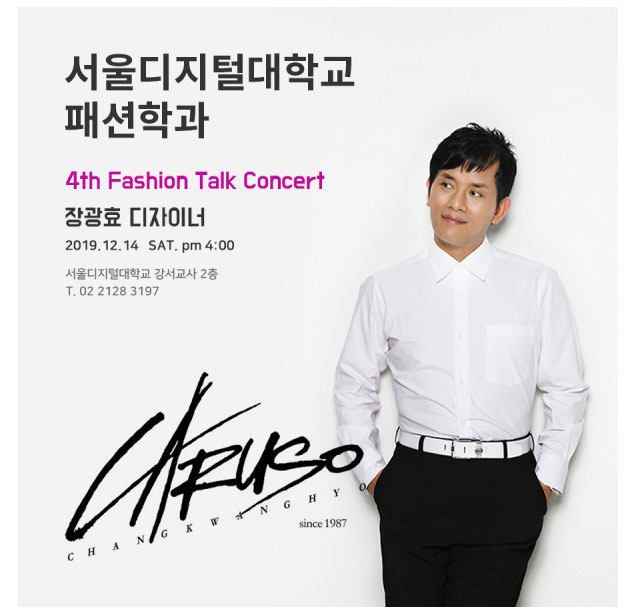 서울디지털대학교
패션학과
4th Fashion Talk Concert
장광효 디자이너
2019.12.14 SAT. pm 4:00
서울디지털대학교 강서교사 2층
T. 02 2128 3197
CARUSO
CHANGKWANGHYO
since 1987